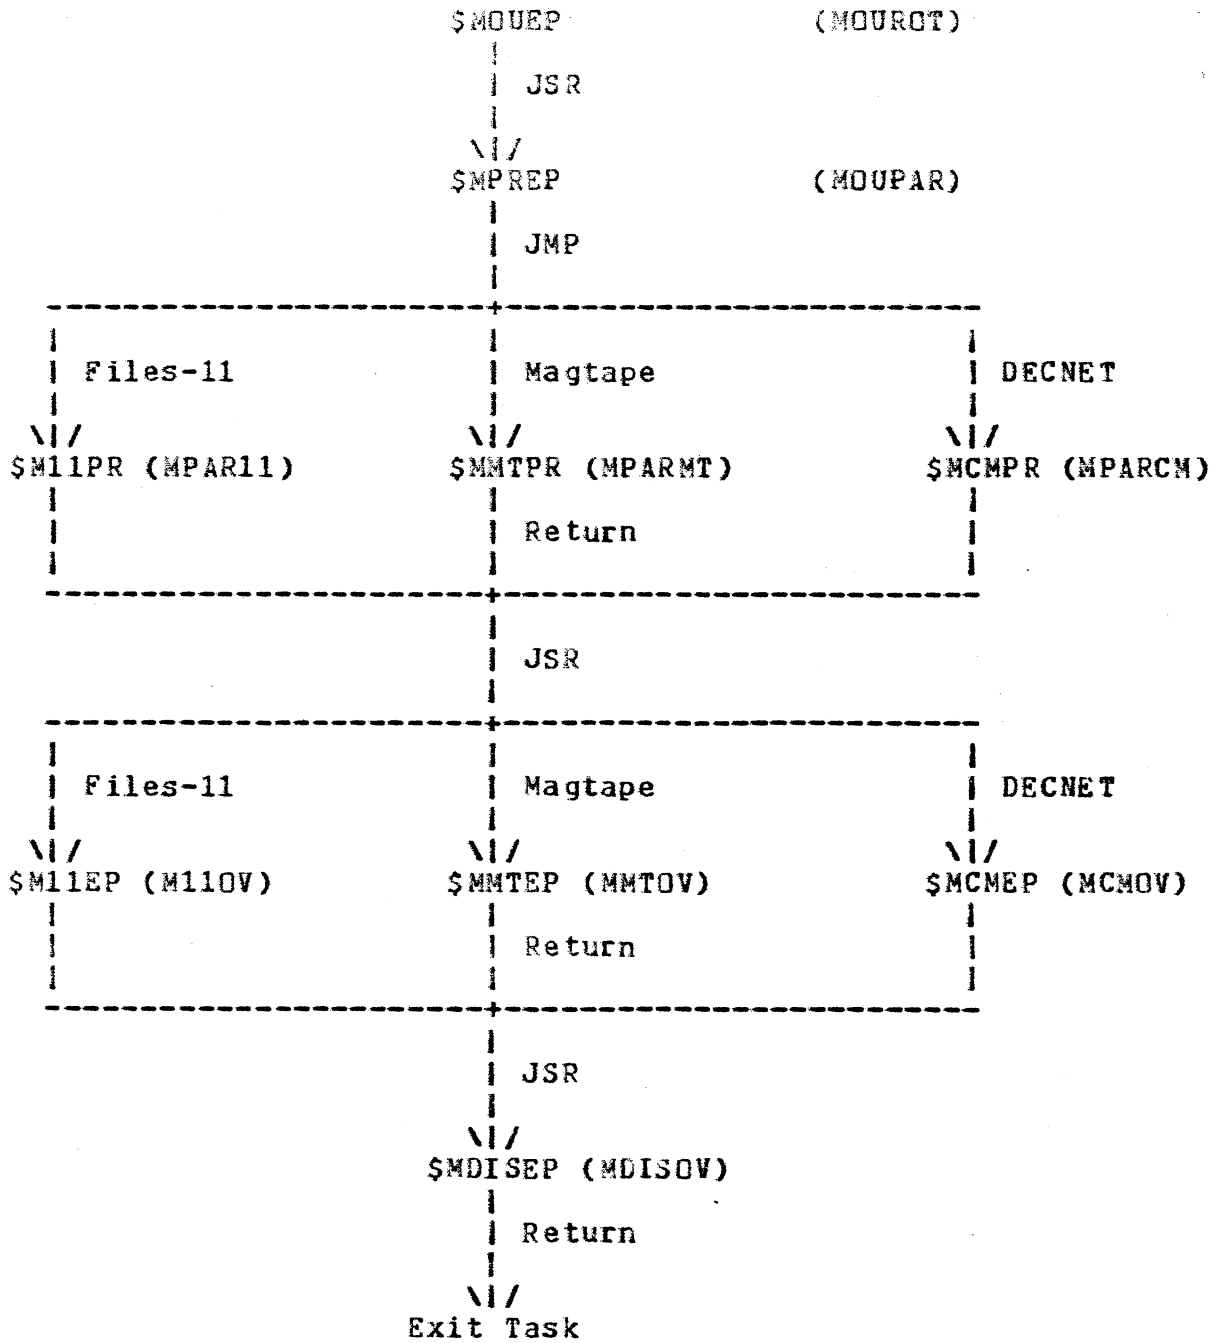 $MOUEP (MOUROT)
JSR
$MPREP (MOUPAR)
JMP
Files-11 Magtape DECNET
$M11PR (MPAR11) $MMTPR (MPARMT) $MCMPR (MPARCM)
Return
JSR
Files-11 Magtape DECNET
$M11EP (M11OV) $MMTEP (MMTOV) $MCMEP (MCMOV)
Return
JSR
$MDISEP (MDISOV)
Return
Exit Task